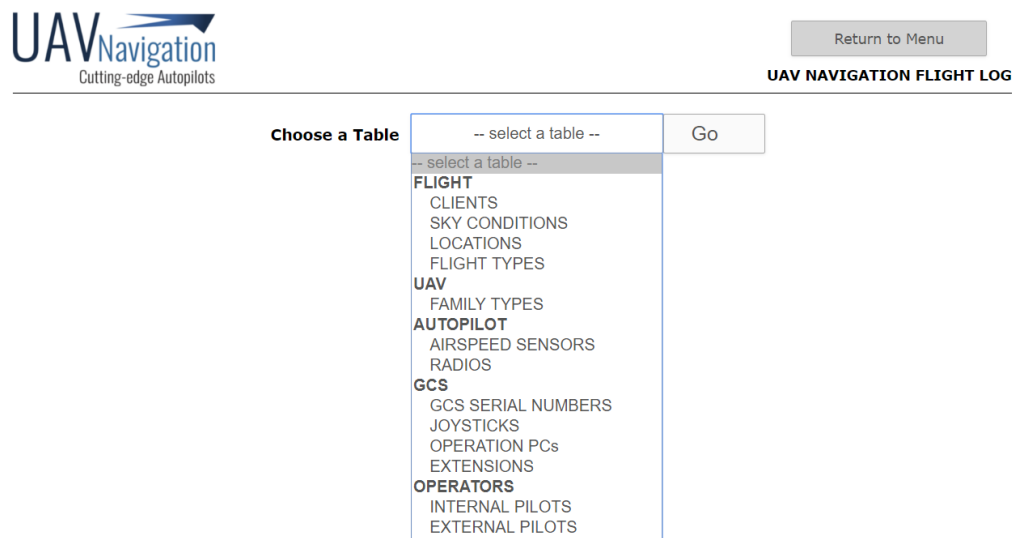 UAVNavigation
Cutting-edge Autopilots
Return to Menu
UAV NAVIGATION FLIGHT LOG
Choose a Table
-- select a table --
Go
-- select a table --
FLIGHT
CLIENTS
SKY CONDITIONS
LOCATIONS
FLIGHT TYPES
UAV
FAMILY TYPES
AUTOPILOT
AIRSPEED SENSORS
RADIOS
GCS
GCS SERIAL NUMBERS
JOYSTICKS
OPERATION PCs
EXTENSIONS
OPERATORS
INTERNAL PILOTS
EXTERNAL PILOTS